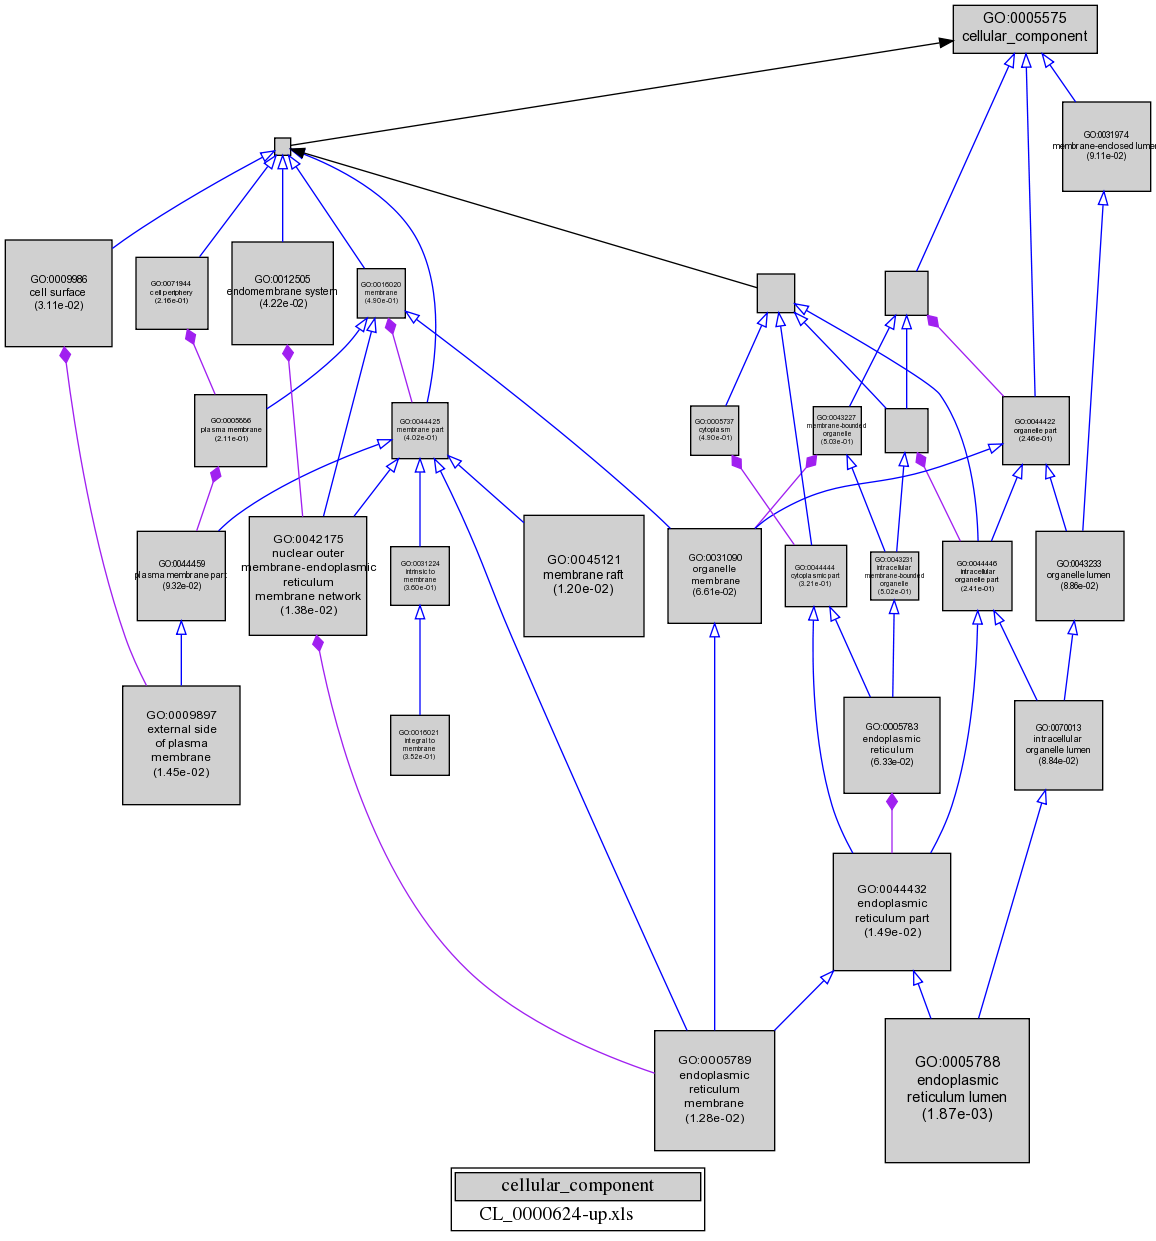 GO:0005575
cellular_component
GO:0031974
membrane-enclosed lumen
(9.11e-02)
GO:0009986
cell surface
(3.11e-02)
GO:0071944
cell periphery
(2.16e-01)
GO:0012505
endomembrane system
(4.22e-02)
GO:0016020
membrane
(4.90e-01)
GO:0005886
plasma membrane
(2.11e-01)
GO:0044425
membrane part
(4.02e-01)
GO:0005737
cytoplasm
(4.90e-01)
GO:0043227
membrane-bounded
organelle
(5.03e-01)
GO:0044422
organelle part
(2.46e-01)
GO:0044459
plasma membrane part
(9.32e-02)
GO:0042175
nuclear outer
membrane-endoplasmic
reticulum
membrane network
(1.38e-02)
GO:0031224
intrinsic to
membrane
(3.60e-01)
GO:0045121
membrane raft
(1.20e-02)
GO:0031090
organelle
membrane
(6.61e-02)
GO:0044444
cytoplasmic part
(3.21e-01)
GO:0043231
intracellular
membrane-bounded
organelle
(5.02e-01)
GO:0044446
intracellular
organelle part
(2.41e-01)
GO:0043233
organelle lumen
(8.86e-02)
GO:0009897
external side
of plasma
membrane
(1.45e-02)
GO:0016021
integral to
membrane
(3.52e-01)
GO:0005783
endoplasmic
reticulum
(6.33e-02)
GO:0070013
intracellular
organelle lumen
(8.84e-02)
GO:0044432
endoplasmic
reticulum part
(1.49e-02)
GO:0005789
endoplasmic
reticulum
membrane
(1.28e-02)
GO:0005788
endoplasmic
reticulum lumen
(1.87e-03)
cellular_component
CL_0000624-up.xls